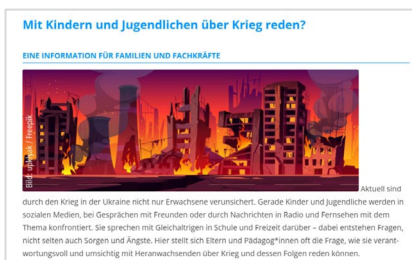 Mit Kindern und Jugendlichen über Krieg reden?
EINE INFORMATION FÜR FAMILIEN UND FACHKRÄFTE
Bild: upklyak / Freepik
Aktuell sind
durch den Krieg in der Ukraine nicht nur Erwachsene verunsichert. Gerade Kinder und Jugendliche werden in
sozialen Medien, bei Gesprächen mit Freunden oder durch Nachrichten in Radio und Fernsehen mit dem
Thema konfrontiert. Sie sprechen mit Gleichaltrigen in Schule und Freizeit darüber – dabei entstehen Fragen,
nicht selten auch Sorgen und Ängste. Hier stellt sich Eltern und Pädagog*innen oft die Frage, wie sie verant-
wortungsvoll und umsichtig mit Heranwachsenden über Krieg und dessen Folgen reden können.